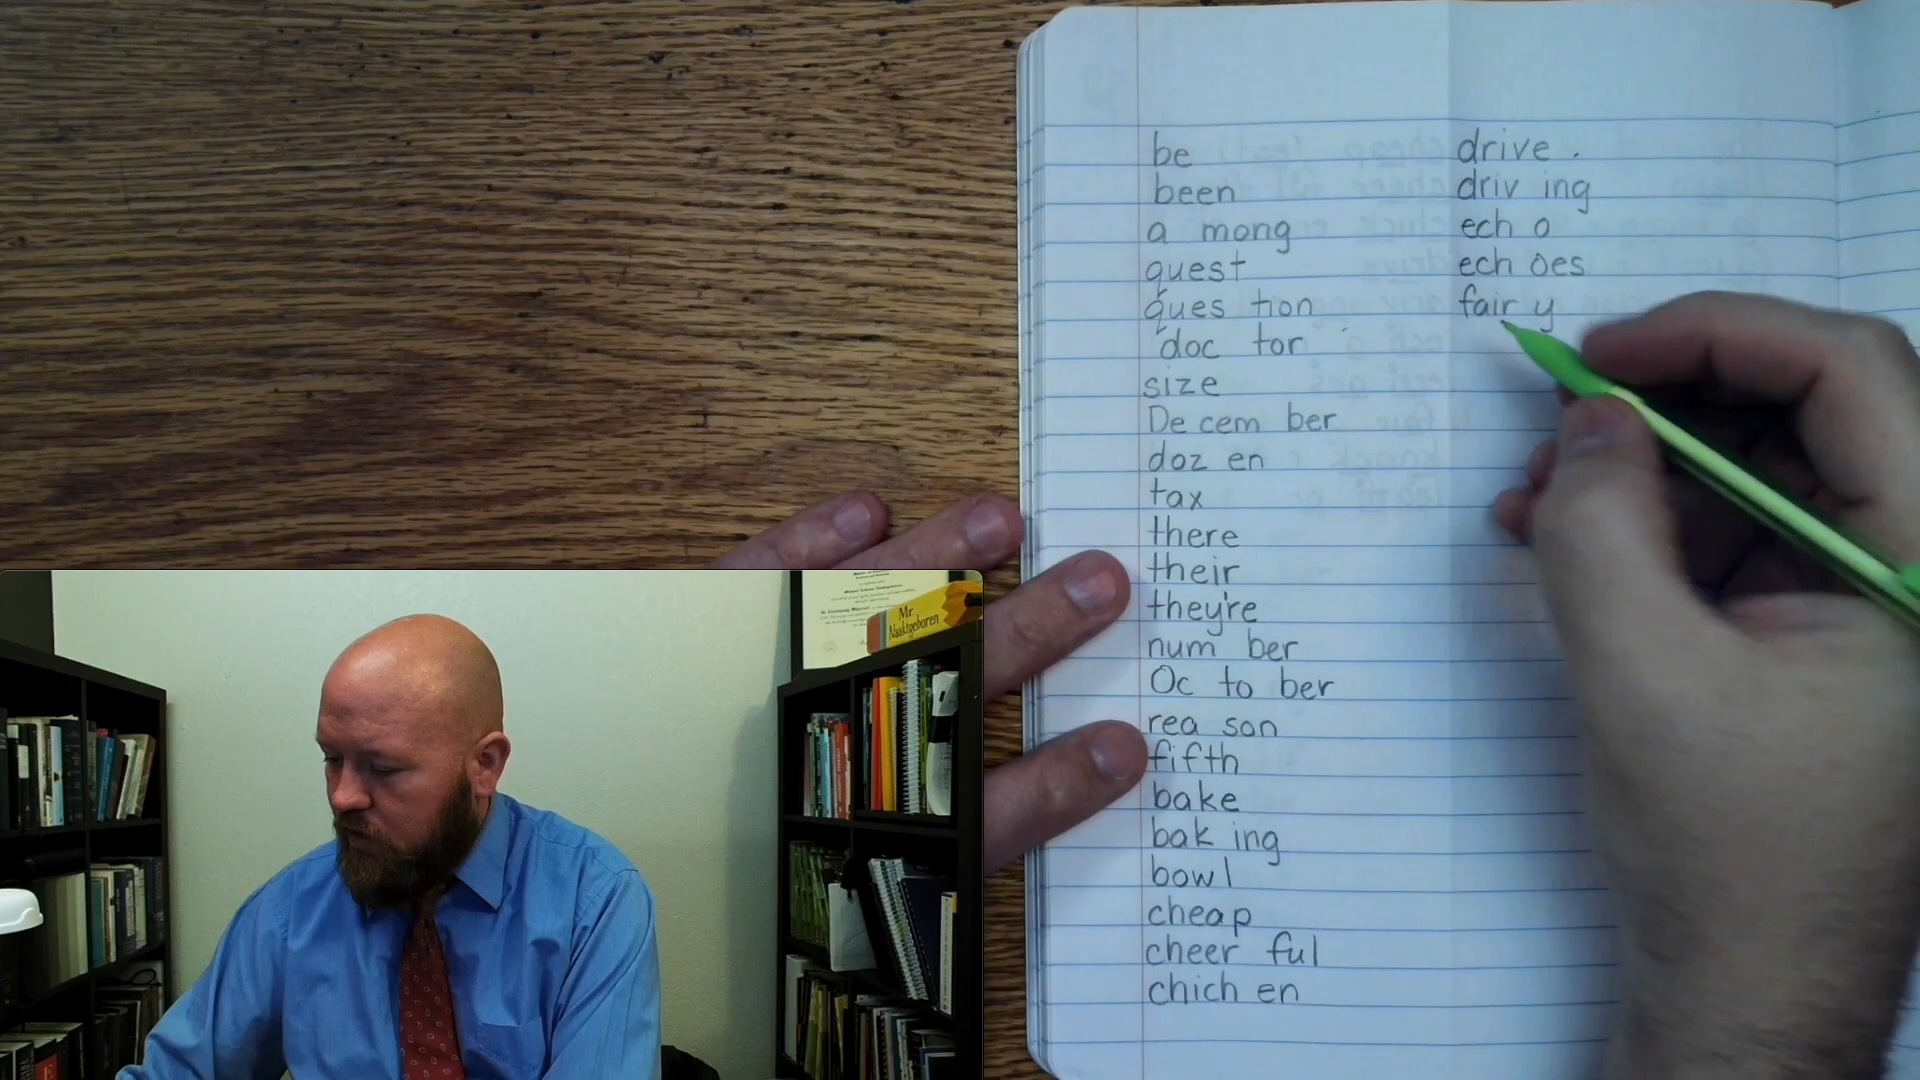 be
been
a mong
quest
ques tion
doc tor
size
De cem ber
doz en
tax
there
their
they're
num ber
Oc to ber
rea son
fifth
bake
bak ing
bowl
cheap
cheer ful
chich en
drive.
driv ing
ech o
ech oes
fair y
Mr.
Naaktgeboren